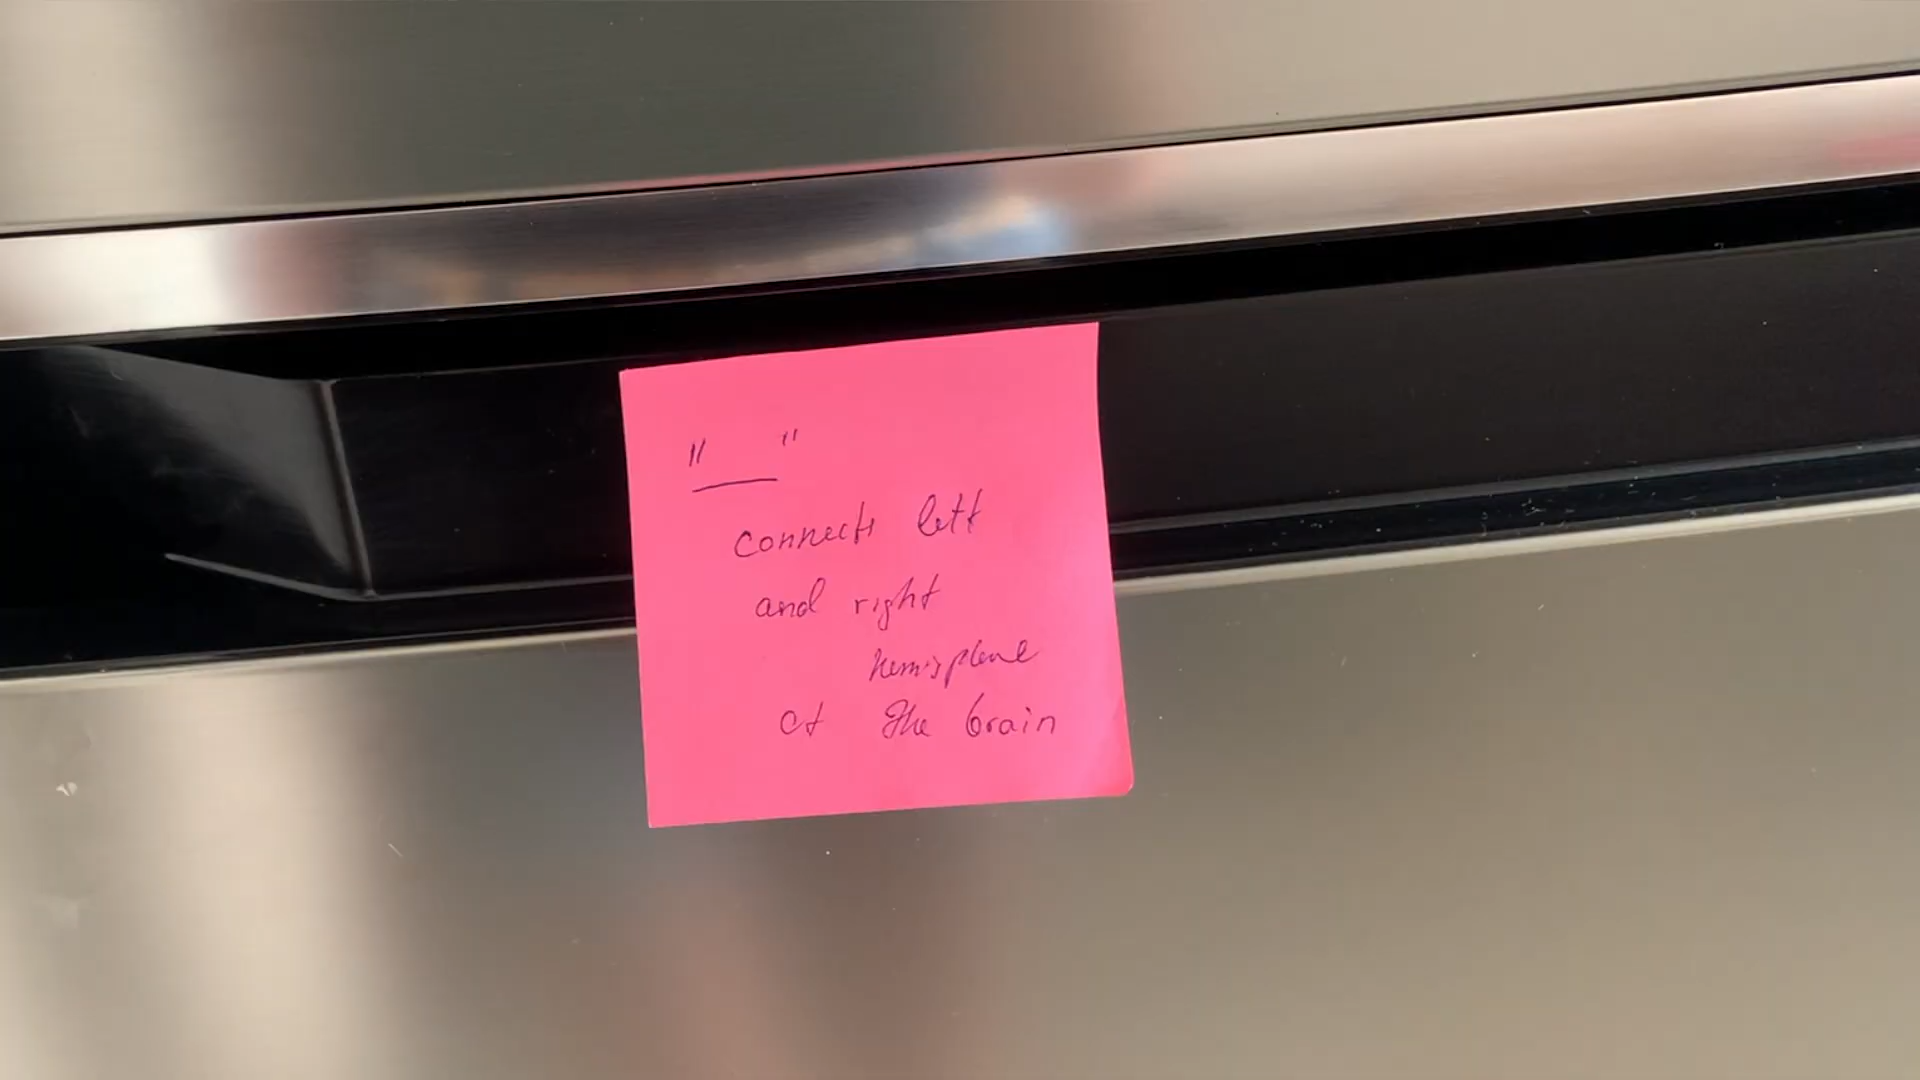 "___"
connects left
and right
hemisphere
of the brain